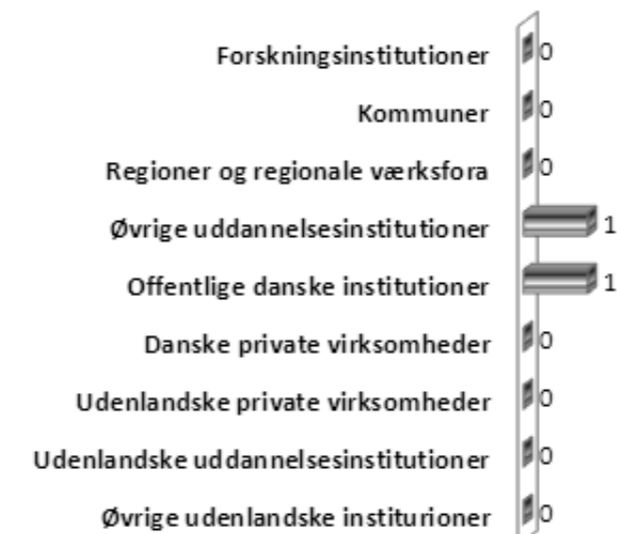 Forskningsinstitutioner 0
Kommuner 0
Regioner og regionale værksfora 0
Øvrige uddannelsesinstitutioner 1
Offentlige danske institutioner 1
Danske private virksomheder 0
Udenlandske private virksomheder 0
Udenlandske uddannelsesinstitutioner 0
Øvrige udenlandske institurioner 0